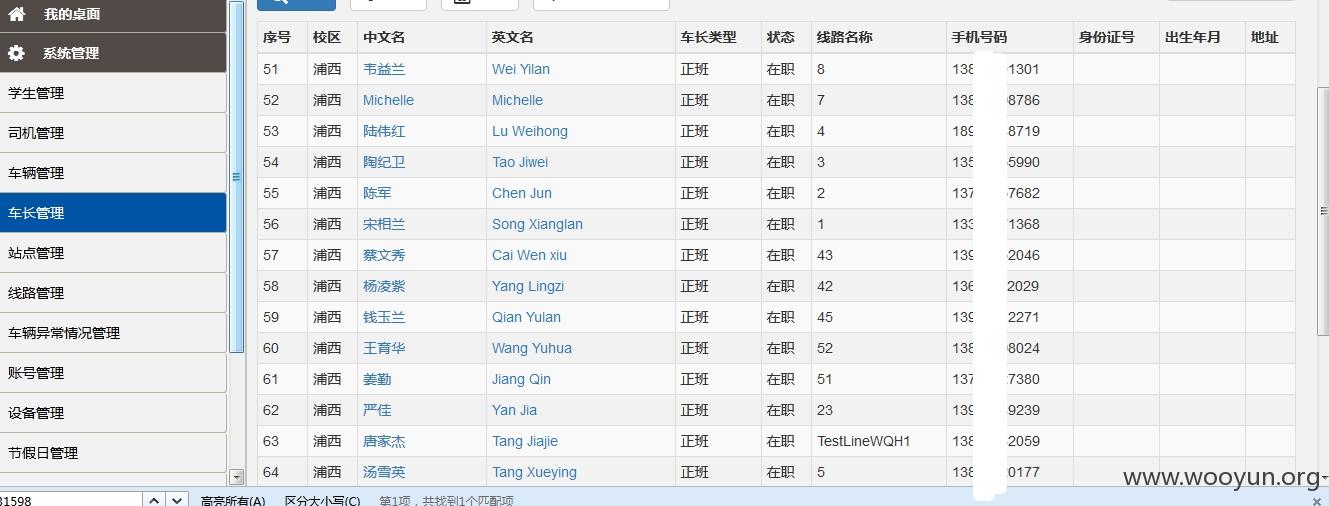 我的桌面
系统管理
学生管理
司机管理
车辆管理
车长管理
站点管理
线路管理
车辆异常情况管理
账号管理
设备管理
节假日管理
序号 校区 中文名 英文名 车长类型 状态 线路名称 手机号码 身份证号 出生年月 地址
51 浦西 韦益兰 Wei Yilan 正班 在职 8 138 1301
52 浦西 Michelle Michelle 正班 在职 7 138 8786
53 浦西 陆伟红 Lu Weihong 正班 在职 4 189 8719
54 浦西 陶纪卫 Tao Jiwei 正班 在职 3 135 5990
55 浦西 陈军 Chen Jun 正班 在职 2 137 7682
56 浦西 宋相兰 Song Xianglan 正班 在职 1 133 1368
57 浦西 蔡文秀 Cai Wen xiu 正班 在职 43 139 2046
58 浦西 杨凌紫 Yang Lingzi 正班 在职 42 136 2029
59 浦西 钱玉兰 Qian Yulan 正班 在职 45 139 2271
60 浦西 王育华 Wang Yuhua 正班 在职 52 138 8024
61 浦西 姜勤 Jiang Qin 正班 在职 51 137 7380
62 浦西 严佳 Yan Jia 正班 在职 23 139 9239
63 浦西 唐家杰 Tang Jiajie 正班 在职 TestLineWQH1 138 2059
64 浦西 汤雪英 Tang Xueying 正班 在职 5 138 0177
www.wooyun.org
31598 高亮所有(A) 区分大小写(C) 第1项，共找到1个匹配项